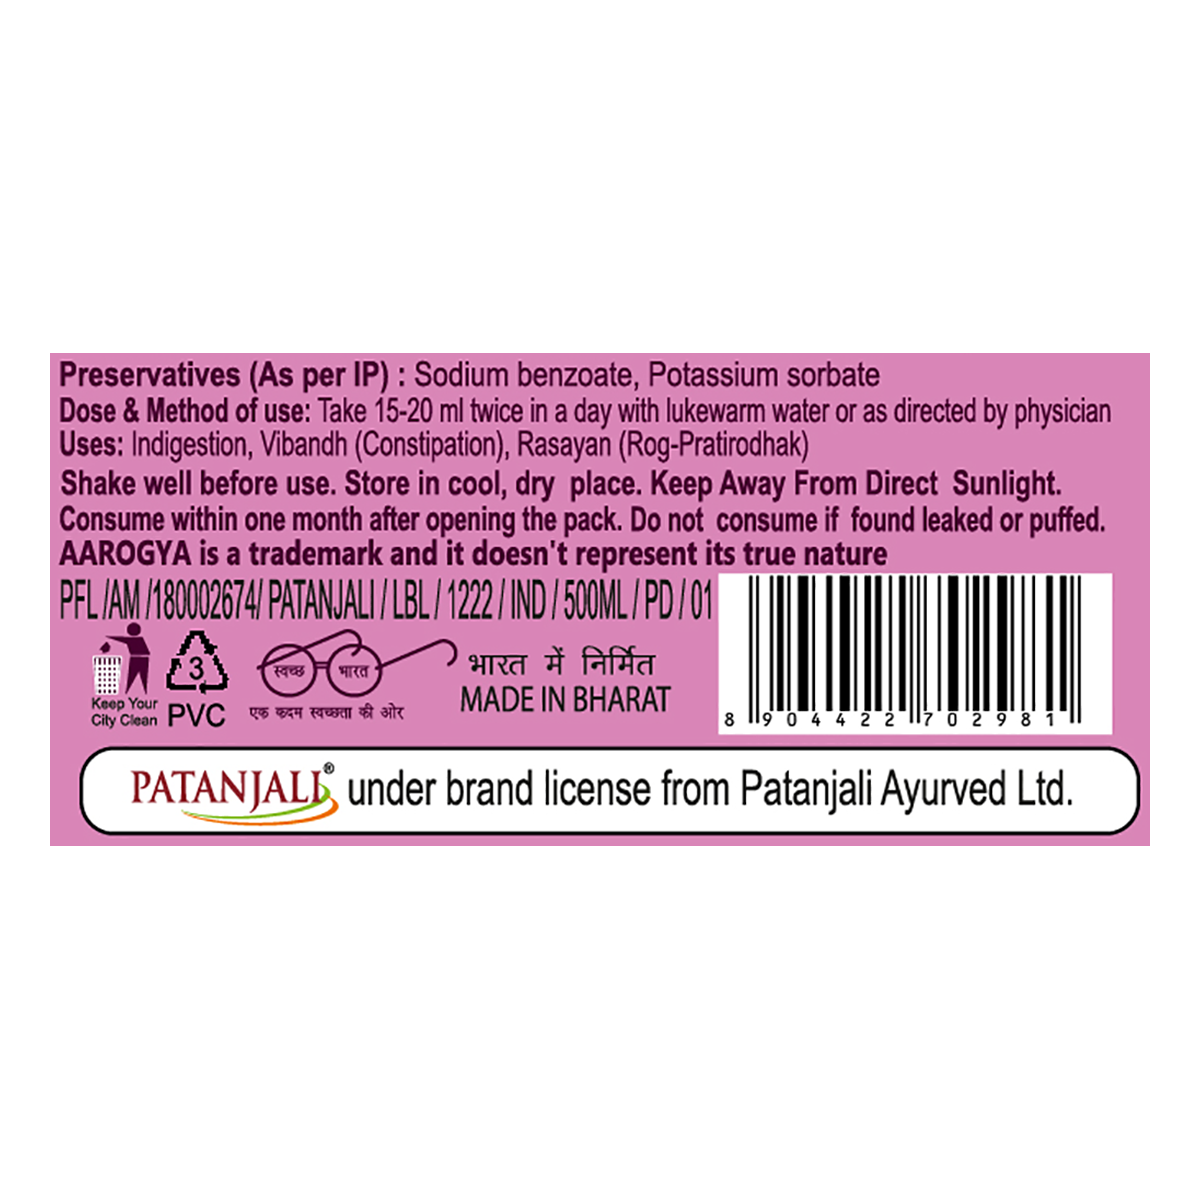 Preservatives (As per IP) : Sodium benzoate, Potassium sorbate
Dose & Method of use: Take 15-20 ml twice in a day with lukewarm water or as directed by physician
Uses: Indigestion, Vibandh (Constipation), Rasayan (Rog-Pratirodhak)
Shake well before use. Store in cool, dry place. Keep Away From Direct Sunlight.
Consume within one month after opening the pack. Do not consume if found leaked or puffed.
AAROGYA is a trademark and it doesn't represent its true nature
PFL /AM /180002674/ PATANJALI / LBL / 1222 / IND / 500ML / PD / 01
Keep Your
City Clean
3
PVC
स्वच्छ भारत
एक कदम स्वच्छता की ओर
भारत में निर्मित
MADE IN BHARAT
8 904422 702981
PATANJALI® under brand license from Patanjali Ayurved Ltd.